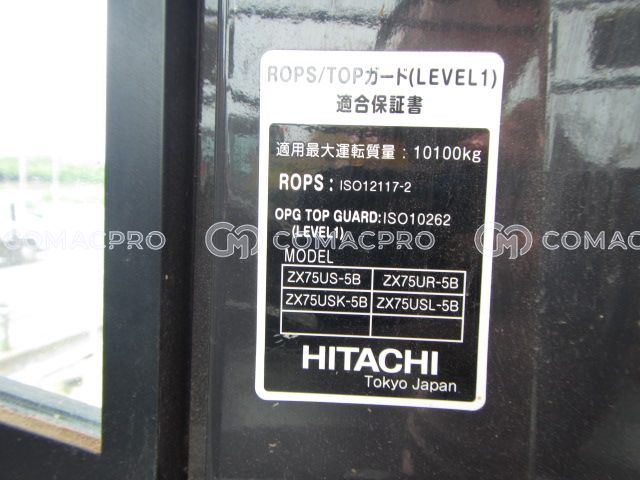 ROPS/TOPガード(LEVEL1)
適合保証書
適用最大運転質量：10100kg
ROPS：ISO12117-2
OPG TOP GUARD:ISO10262
(LEVEL1)
MODEL
ZX75US-5B ZX75UR-5B
ZX75USK-5B ZX75USL-5B
HITACHI
Tokyo Japan
COMACPRO COMACPRO COMACPRO